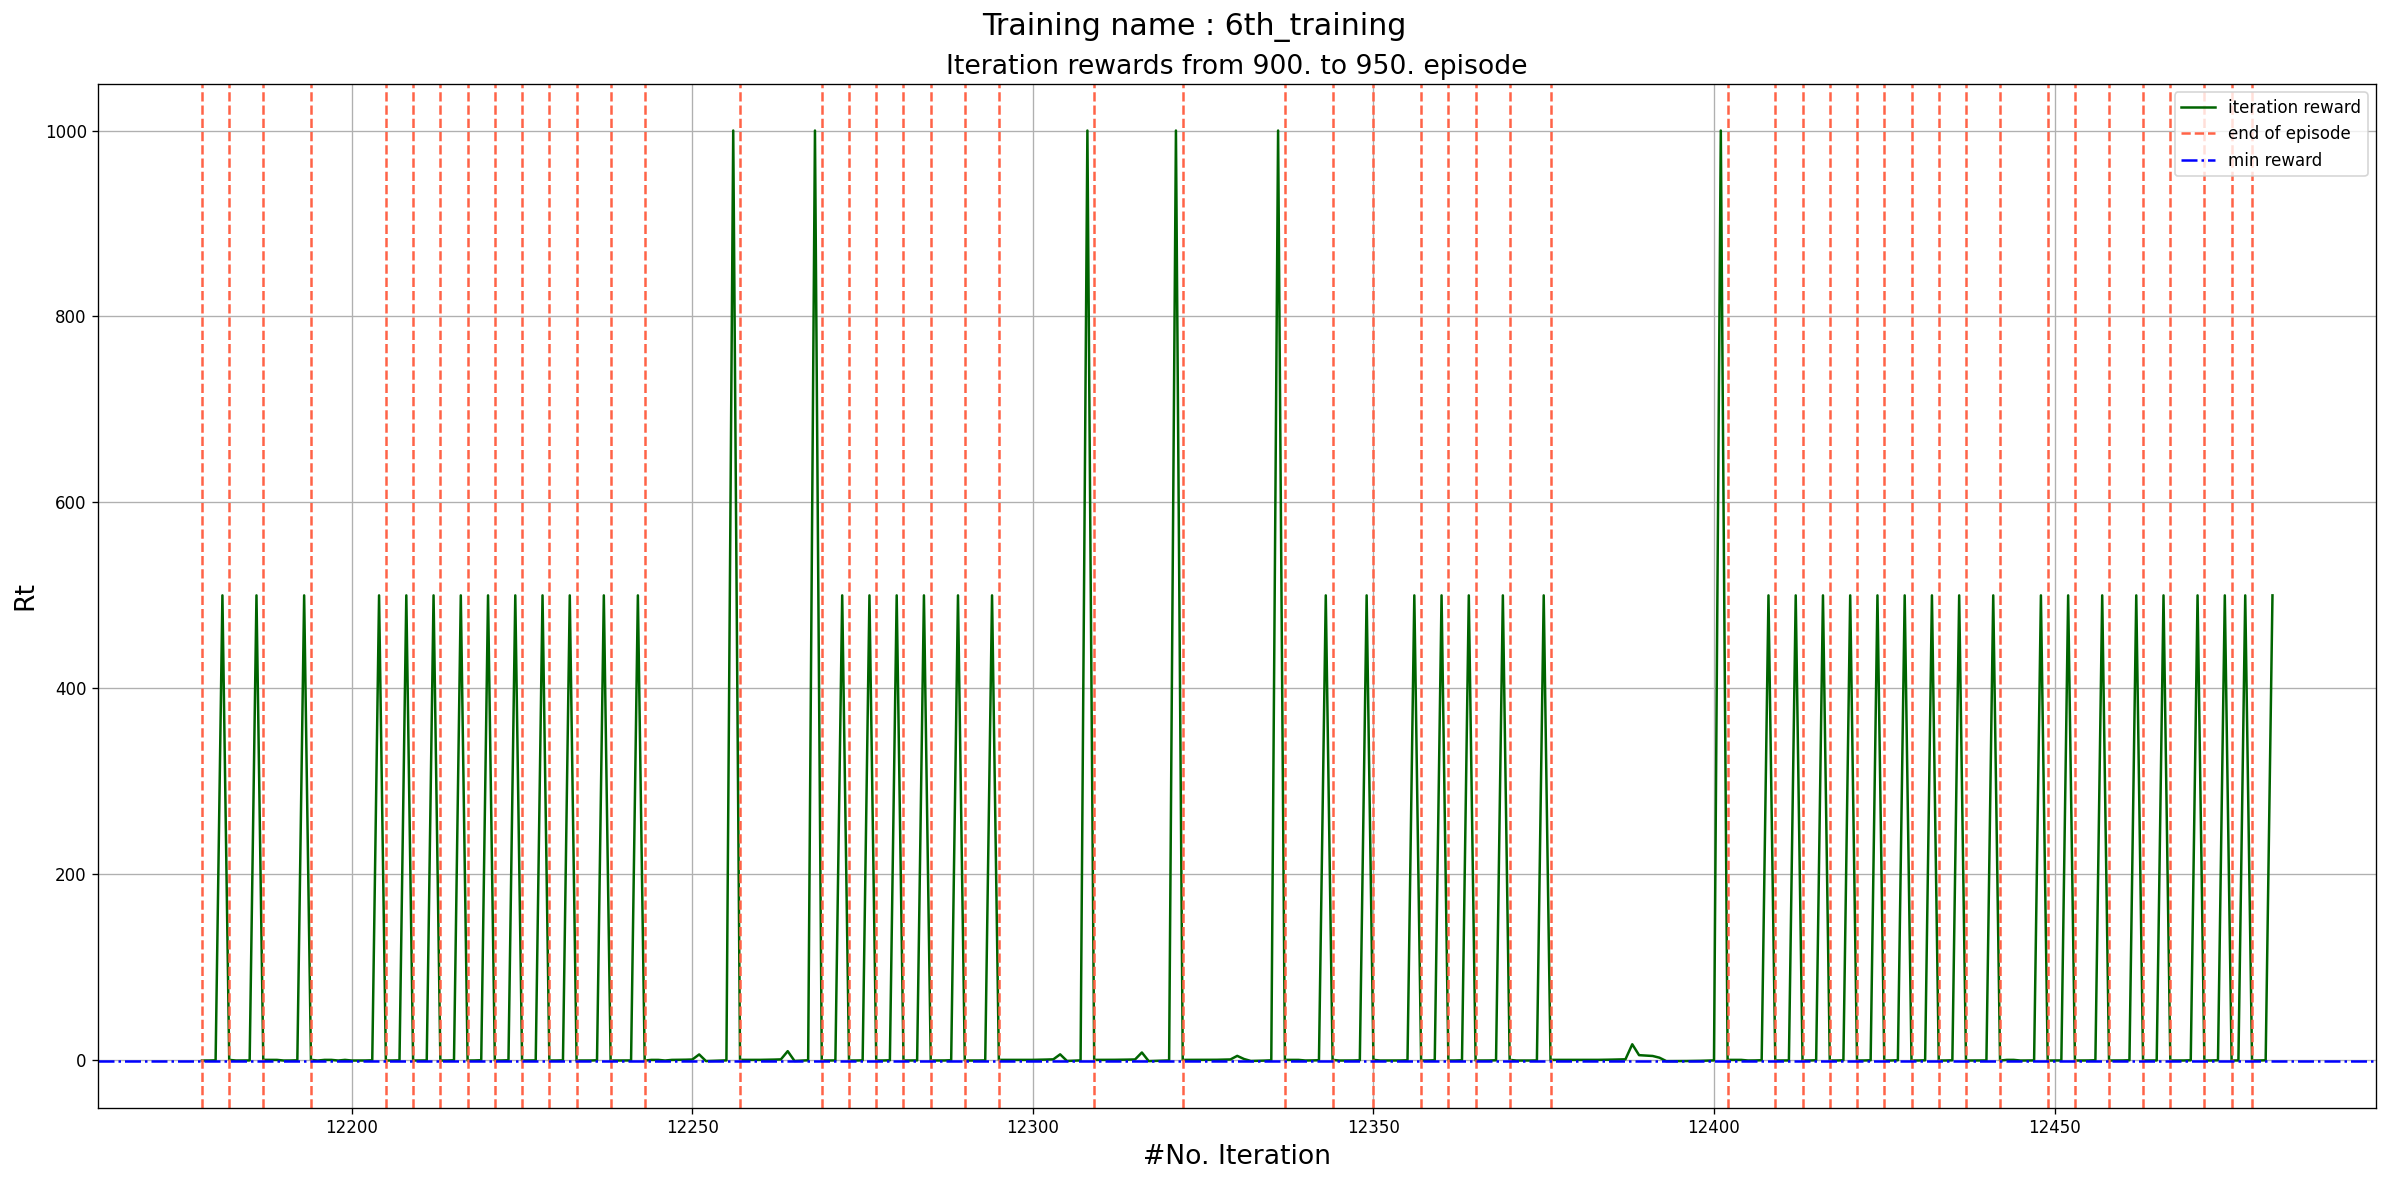 Training name : 6th_training
Iteration rewards from 900. to 950. episode
iteration reward
end of episode
min reward
1000
800
600
400
200
0
Rt
12200 12250 12300 12350 12400 12450
#No. Iteration